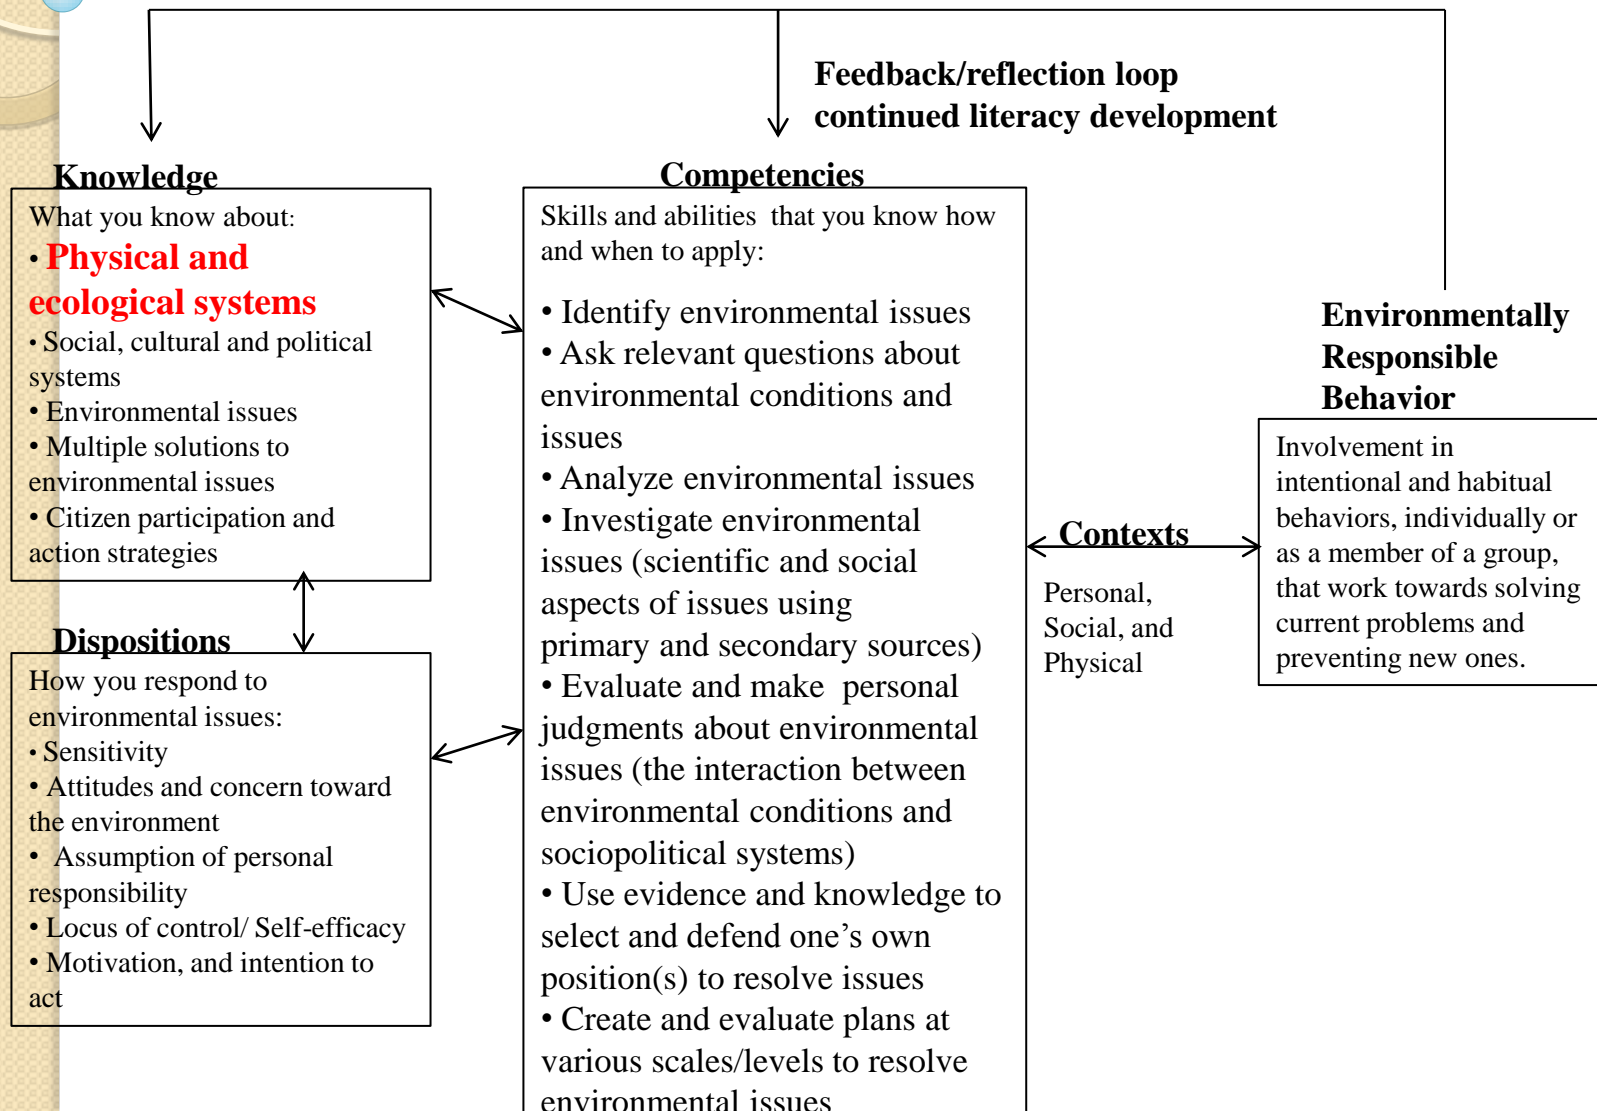 Feedback/reflection loop
continued literacy development
Knowledge
What you know about:
• Physical and
ecological systems
• Social, cultural and political
systems
• Environmental issues
• Multiple solutions to
environmental issues
• Citizen participation and
action strategies
Dispositions
How you respond to
environmental issues:
• Sensitivity
• Attitudes and concern toward
the environment
• Assumption of personal
responsibility
• Locus of control/ Self-efficacy
• Motivation, and intention to
act
Competencies
Skills and abilities that you know how
and when to apply:
• Identify environmental issues
• Ask relevant questions about
environmental conditions and
issues
• Analyze environmental issues
• Investigate environmental
issues (scientific and social
aspects of issues using
primary and secondary sources)
• Evaluate and make personal
judgments about environmental
issues (the interaction between
environmental conditions and
sociopolitical systems)
• Use evidence and knowledge to
select and defend one’s own
position(s) to resolve issues
• Create and evaluate plans at
various scales/levels to resolve
environmental issues
Contexts
Personal,
Social, and
Physical
Environmentally
Responsible
Behavior
Involvement in
intentional and habitual
behaviors, individually or
as a member of a group,
that work towards solving
current problems and
preventing new ones.